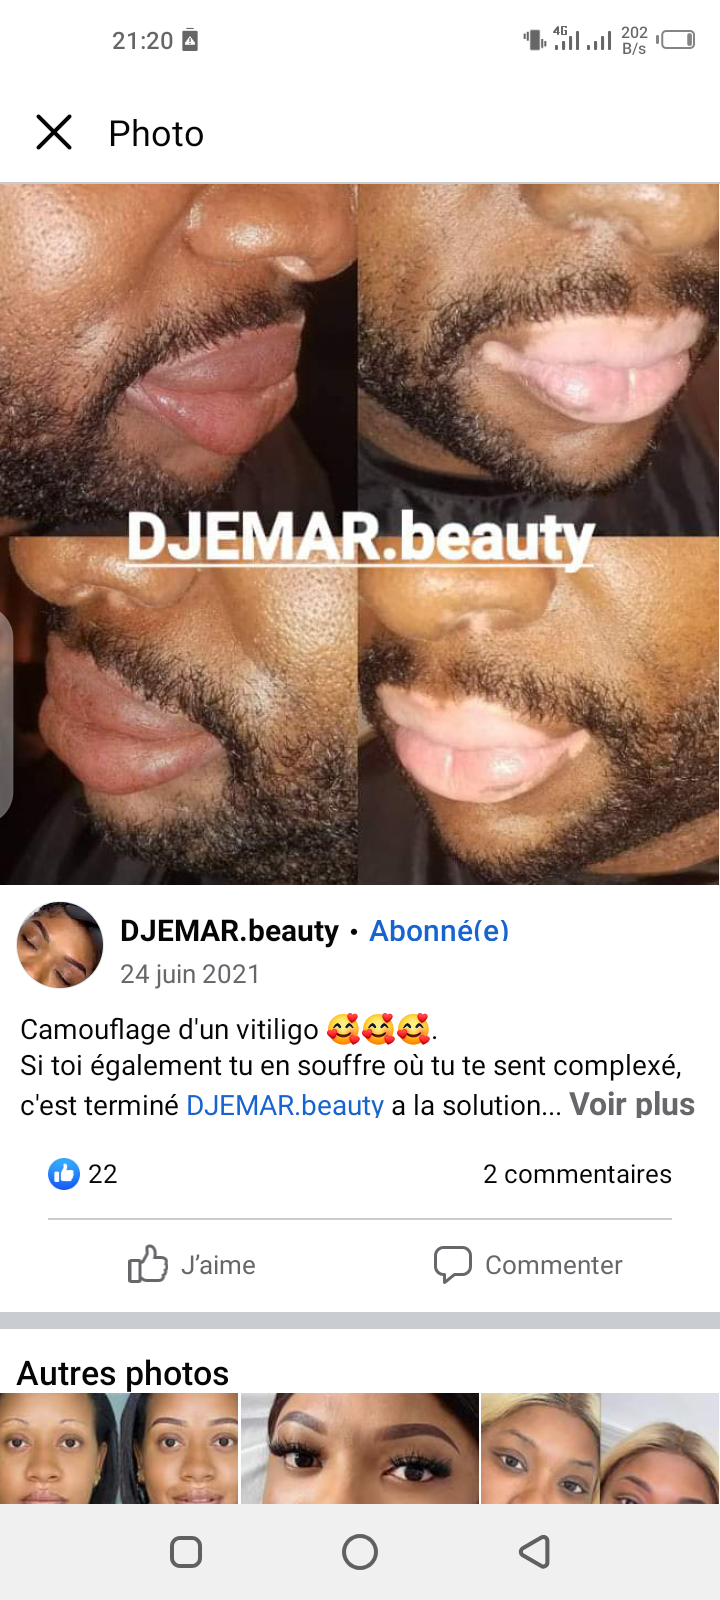 21:20
4G
202
B/s
Photo
DJEMAR.beauty
DJEMAR.beauty • Abonné(e)
24 juin 2021
Camouflage d'un vitiligo 🥰🥰🥰.
Si toi également tu en souffre où tu te sent complexé,
c'est terminé DJEMAR.beauty a la solution... Voir plus
22
2 commentaires
J'aime
Commenter
Autres photos